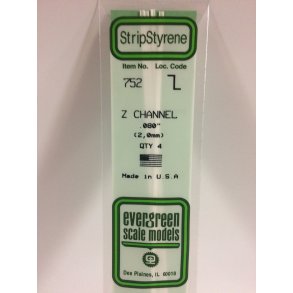 StripStyrene
Item No. Loc. Code
752
Z CHANNEL
.080"
(2,0mm)
QTY 4
Made in U.S.A
evergreen
scale models
Des Plaines, IL 60018